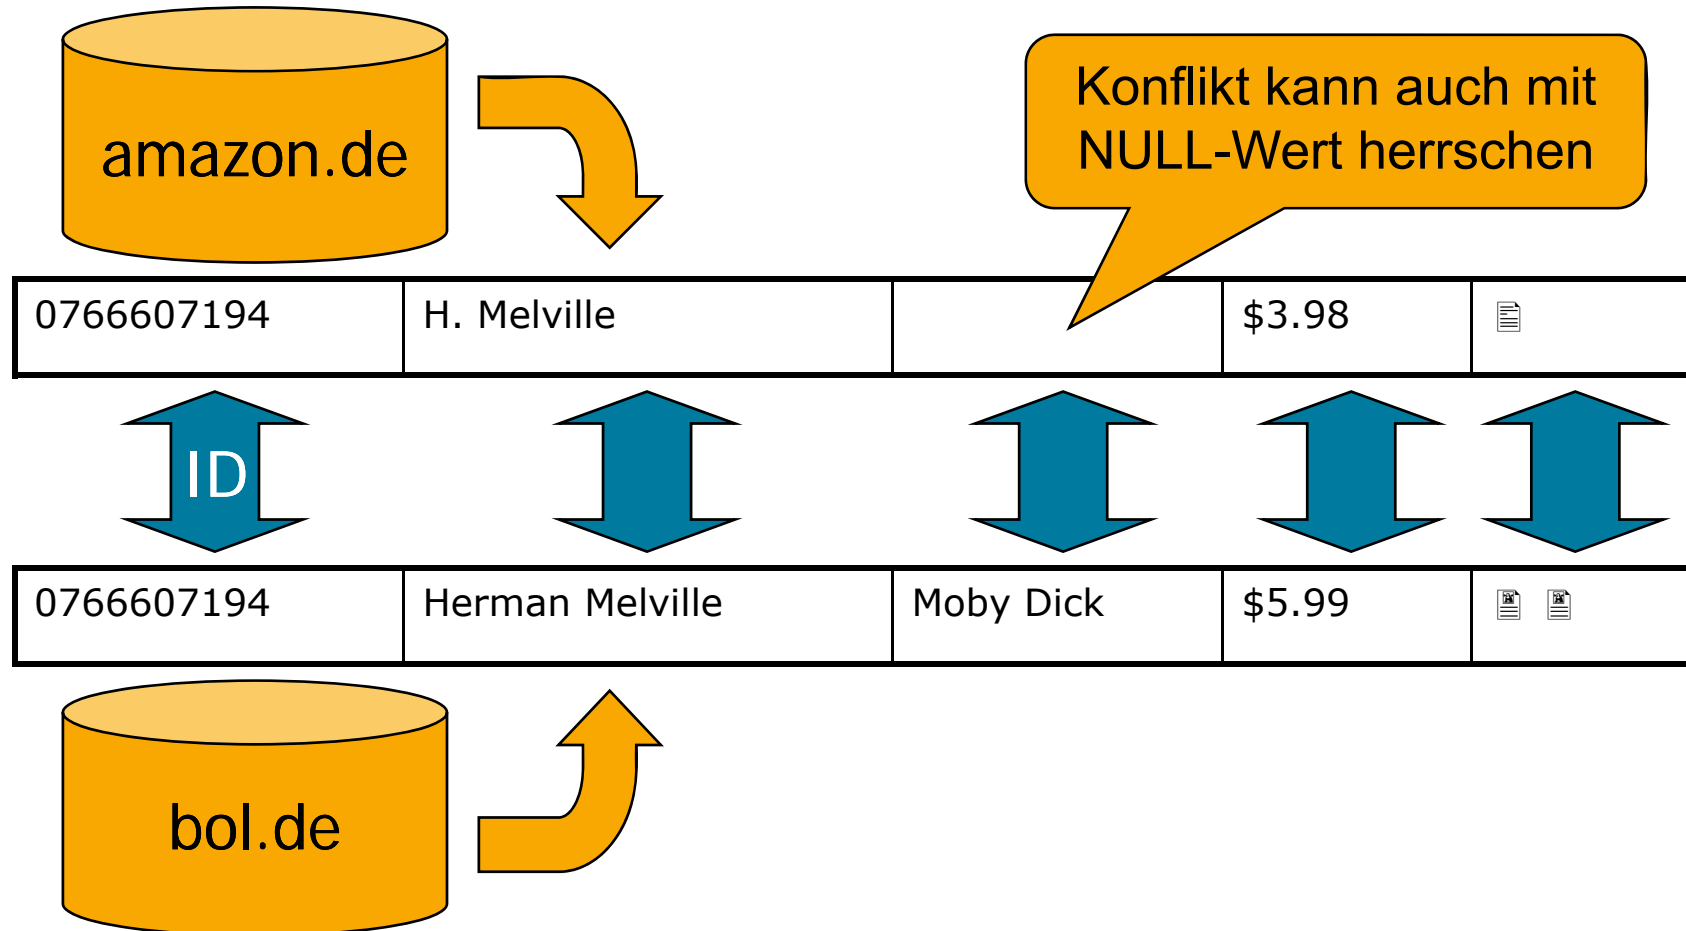 amazon.de
Konflikt kann auch mit
NULL-Wert herrschen
0766607194 H. Melville $3.98
ID
0766607194 Herman Melville Moby Dick $5.99
bol.de